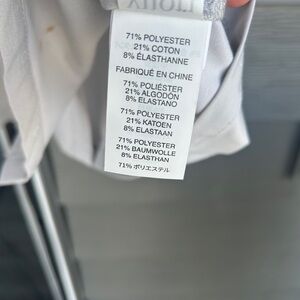 71% POLYESTER
21% COTON
8% ÉLASTHANNE
FABRIQUÉ EN CHINE
71% POLIÉSTER
21% ALGODÓN
8% ELASTANO
71% POLYESTER
21% KATOEN
8% ELASTAAN
71% POLYESTER
21% BAUMWOLLE
8% ELASTHAN
71% ポリエステル